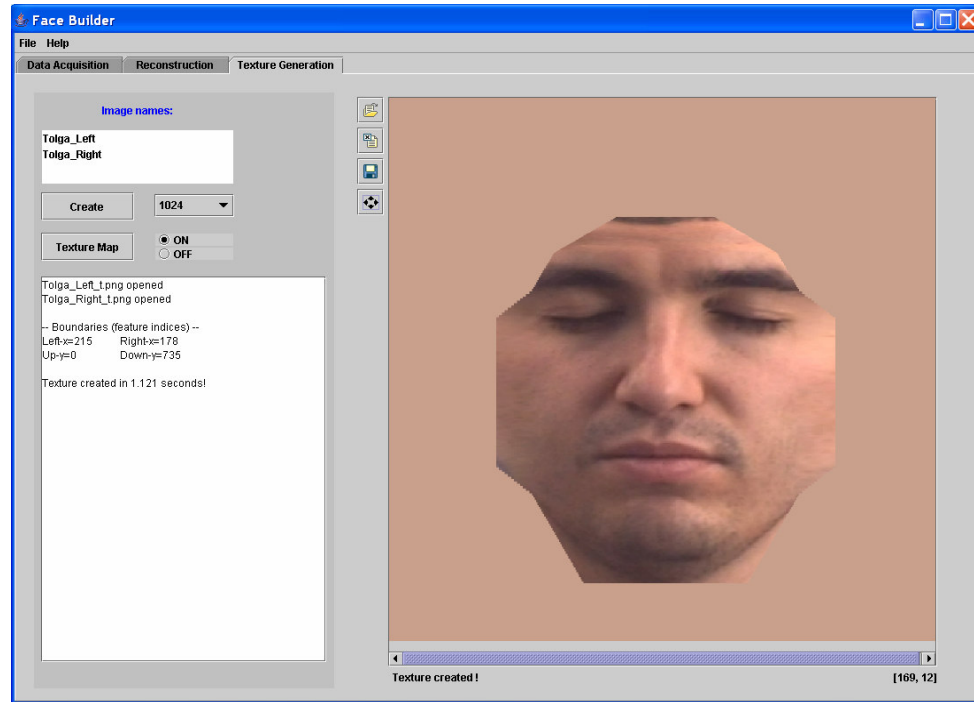 Face Builder
File Help
Data Acquisition Reconstruction Texture Generation
Image names:
Tolga_Left
Tolga_Right
Create 1024
Texture Map ON
OFF
Tolga_Left_t.png opened
Tolga_Right_t.png opened
-- Boundaries (feature indices) --
Left-x=215 Right-x=178
Up-y=0 Down-y=735
Texture created in 1.121 seconds!
Texture created ! [169, 12]